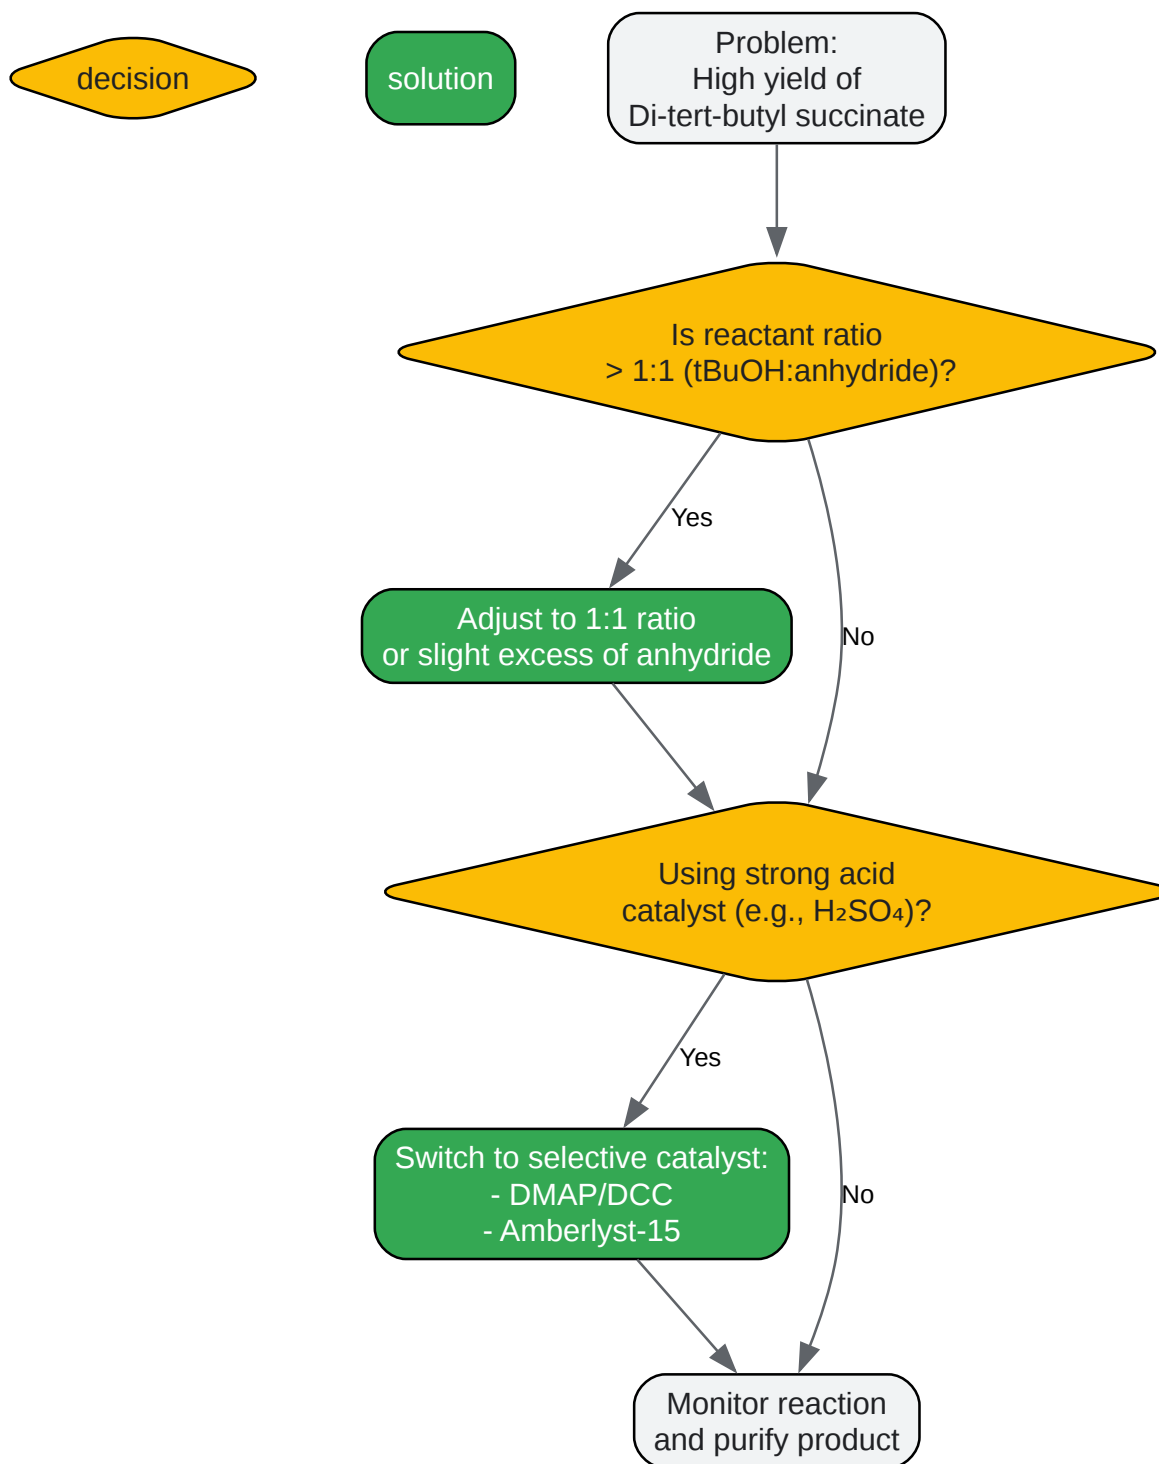 decision
solution
Problem:
High yield of
Di-tert-butyl succinate
Is reactant ratio
> 1:1 (tBuOH:anhydride)?
Yes
Adjust to 1:1 ratio
or slight excess of anhydride
No
Using strong acid
catalyst (e.g., H₂SO₄)?
Yes
Switch to selective catalyst:
- DMAP/DCC
- Amberlyst-15
No
Monitor reaction
and purify product